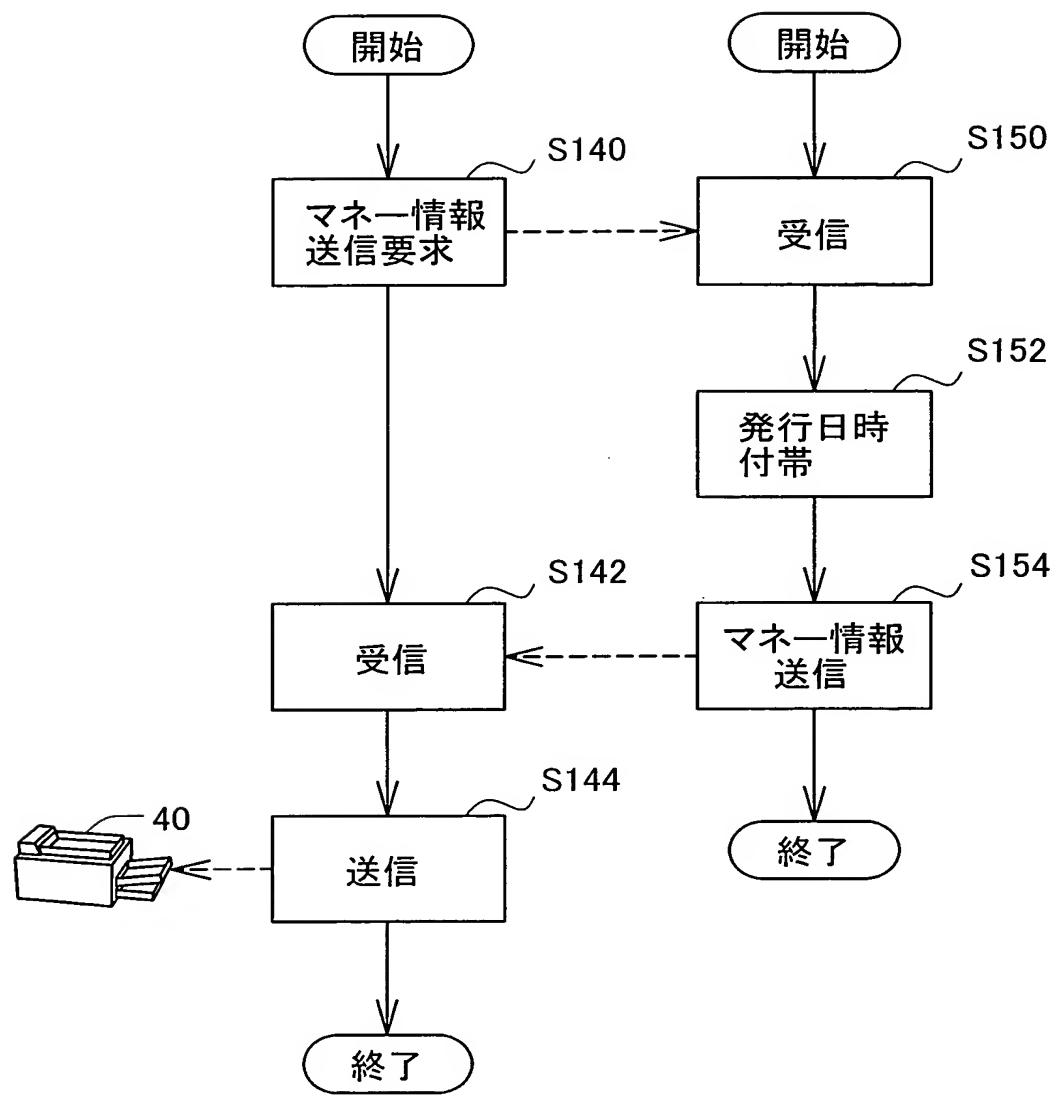 開始
開始
S140
S150
マネー情報
送信要求
受信
S152
発行日時
付帯
S142
S154
受信
マネー情報
送信
S144
40
送信
終了
終了